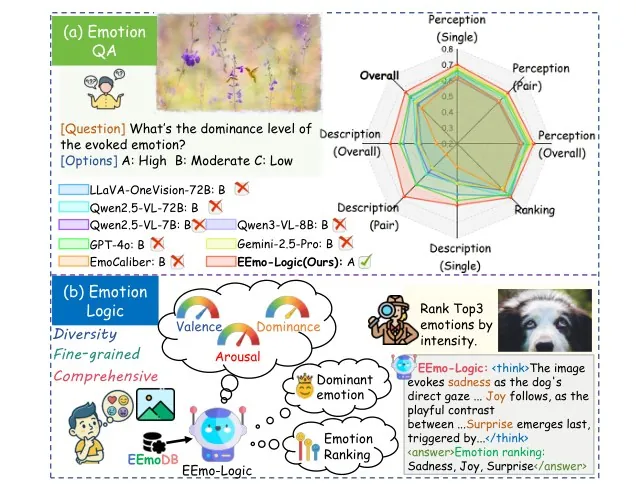 (a) Emotion
QA
[Question] What's the dominance level of
the evoked emotion?
[Options] A: High B: Moderate C: Low
LLaVA-OneVision-72B: B
Qwen2.5-VL-72B: B
Qwen2.5-VL-7B: B
Qwen3-VL-8B: B
GPT-4o: B
Gemini-2.5-Pro: B
EmoCaliber: B
EEmo-Logic(Ours): A
Perception
(Single)
0.8
0.7
0.6
0.5
0.4
0.3
0.2
Perception
(Pair)
Perception
(Overall)
Ranking
Description
(Single)
Description
(Pair)
Description
(Overall)
Overall
(b) Emotion
Logic
Diversity
Fine-grained
Comprehensive
Valence
Dominance
Arousal
EEmoDB
EEmo-Logic
Dominant
emotion
Emotion
Ranking
Rank Top3
emotions by
intensity.
EEmo-Logic: <think>The image
evokes sadness as the dog's
direct gaze ... Joy follows, as the
playful contrast
between ...Surprise emerges last,
triggered by...</think>
<answer>Emotion ranking:
Sadness, Joy, Surprise</answer>